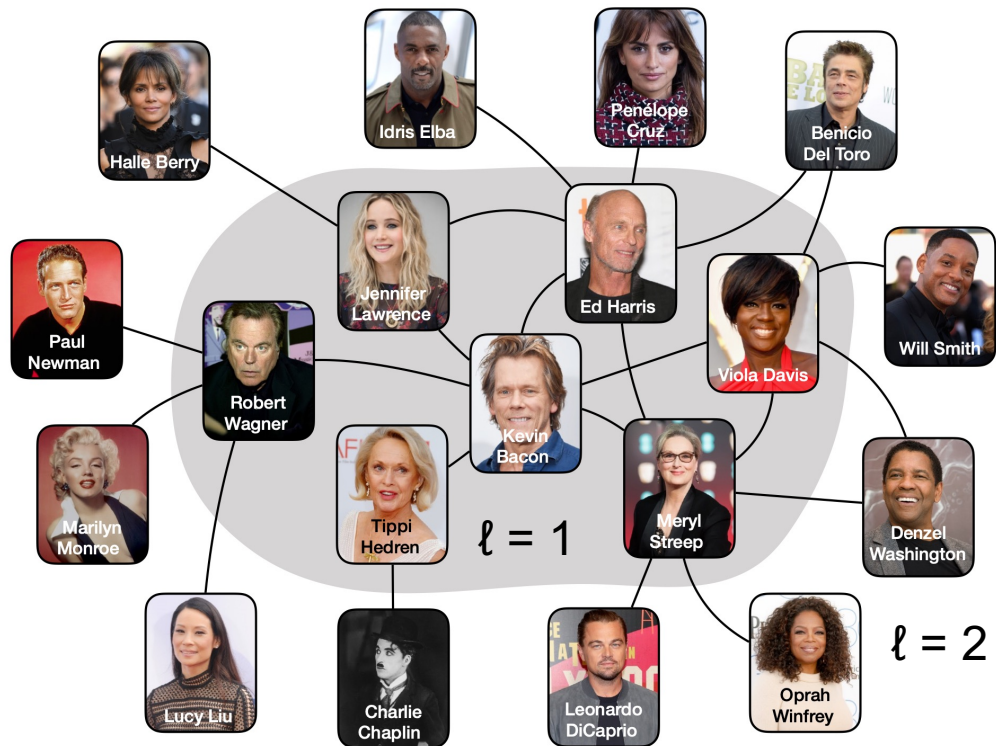 Halle Berry
Idris Elba
Penélope
Cruz
Benicio
Del Toro
Jennifer
Lawrence
Ed Harris
Paul
Newman
Robert
Wagner
Kevin
Bacon
Viola Davis
Will Smith
Marilyn
Monroe
Tippi
Hedren
ℓ = 1
Meryl
Streep
Denzel
Washington
Lucy Liu
Charlie
Chaplin
Leonardo
DiCaprio
Oprah
Winfrey
ℓ = 2